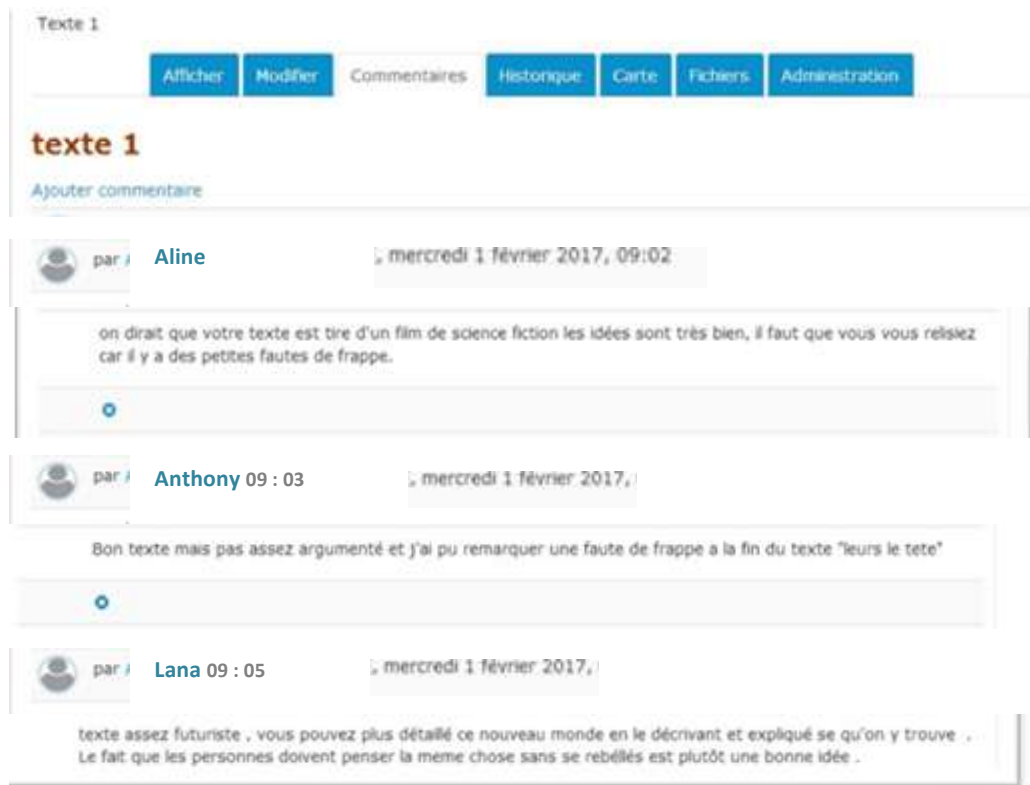 Texte 1
Afficher Modifier Commentaires Historique Carte Fichiers Administration
texte 1
Ajouter commentaire
par Aline , mercredi 1 février 2017, 09:02
on dirait que votre texte est tire d'un film de science fiction les idées sont très bien, il faut que vous vous relisiez
car il y a des petites fautes de frappe.
par Anthony 09 : 03 , mercredi 1 février 2017,
Bon texte mais pas assez argumenté et j'ai pu remarquer une faute de frappe a la fin du texte "leurs le tete"
par Lana 09 : 05 , mercredi 1 février 2017,
texte assez futuriste , vous pouvez plus détaillé ce nouveau monde en le décrivant et expliqué se qu'on y trouve .
Le fait que les personnes doivent penser la meme chose sans se rebéllés est plutôt une bonne idée .